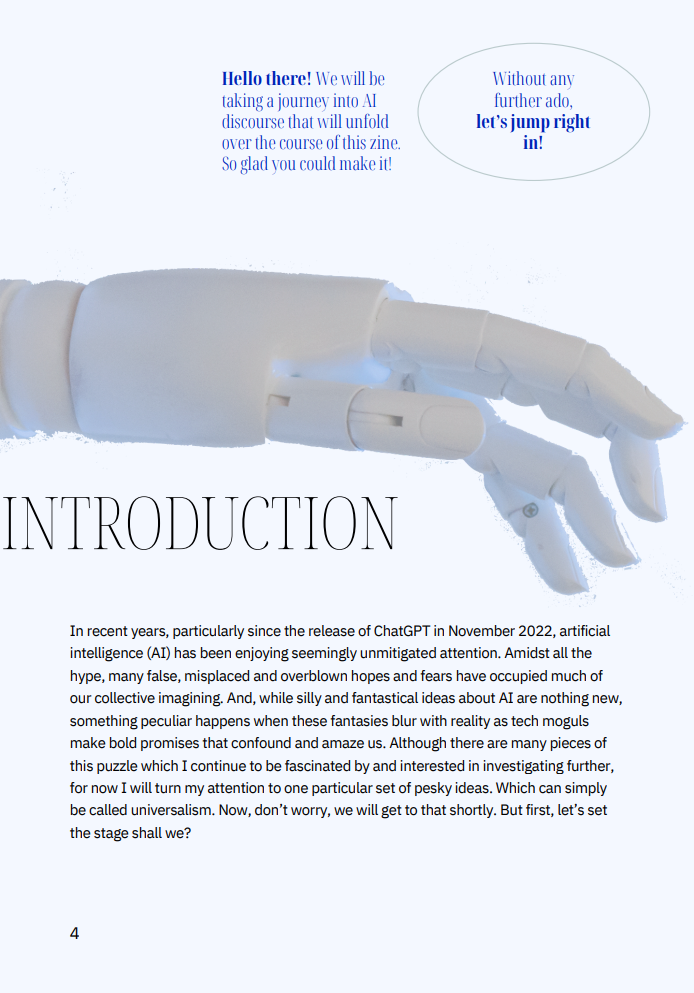 Hello there! We will be
taking a journey into AI
discourse that will unfold
over the course of this zine.
So glad you could make it!
Without any
further ado,
let's jump right
in!
INTRODUCTION
In recent years, particularly since the release of ChatGPT in November 2022, artificial
intelligence (AI) has been enjoying seemingly unmitigated attention. Amidst all the
hype, many false, misplaced and overblown hopes and fears have occupied much of
our collective imagining. And, while silly and fantastical ideas about AI are nothing new,
something peculiar happens when these fantasies blur with reality as tech moguls
make bold promises that confound and amaze us. Although there are many pieces of
this puzzle which I continue to be fascinated by and interested in investigating further,
for now I will turn my attention to one particular set of pesky ideas. Which can simply
be called universalism. Now, don't worry, we will get to that shortly. But first, let's set
the stage shall we?
4